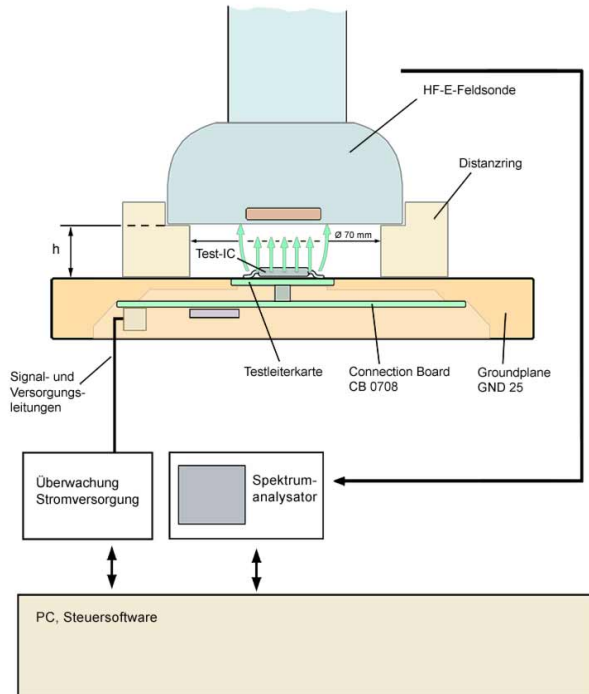 HF-E-Feldsonde
Distanzring
h
Ø 70 mm
Test-IC
Signal- und
Versorgungs-
leitungen
Testleiterkarte
Connection Board
CB 0708
Groundplane
GND 25
Überwachung
Stromversorgung
Spektrum-
analysator
PC, Steuersoftware